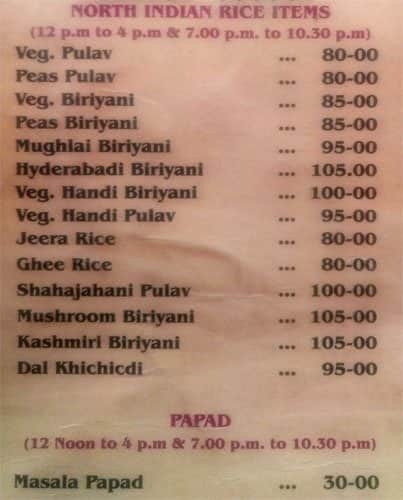 NORTH INDIAN RICE ITEMS
(12 p.m to 4 p.m & 7.00 p.m. to 10.30 p.m)
Veg. Pulav ... 80-00
Peas Pulav ... 80-00
Veg. Biriyani ... 85-00
Peas Biriyani ... 85-00
Mughlai Biriyani ... 95-00
Hyderabadi Biriyani ... 105.00
Veg. Handi Biriyani ... 100-00
Veg. Handi Pulav ... 95-00
Jeera Rice ... 80-00
Ghee Rice ... 80-00
Shahajahani Pulav ... 100-00
Mushroom Biriyani ... 105-00
Kashmiri Biriyani ... 105-00
Dal Khichicdi ... 95-00
PAPAD
(12 Noon to 4 p.m & 7.00 p.m. to 10.30 p.m)
Masala Papad ... 30-00